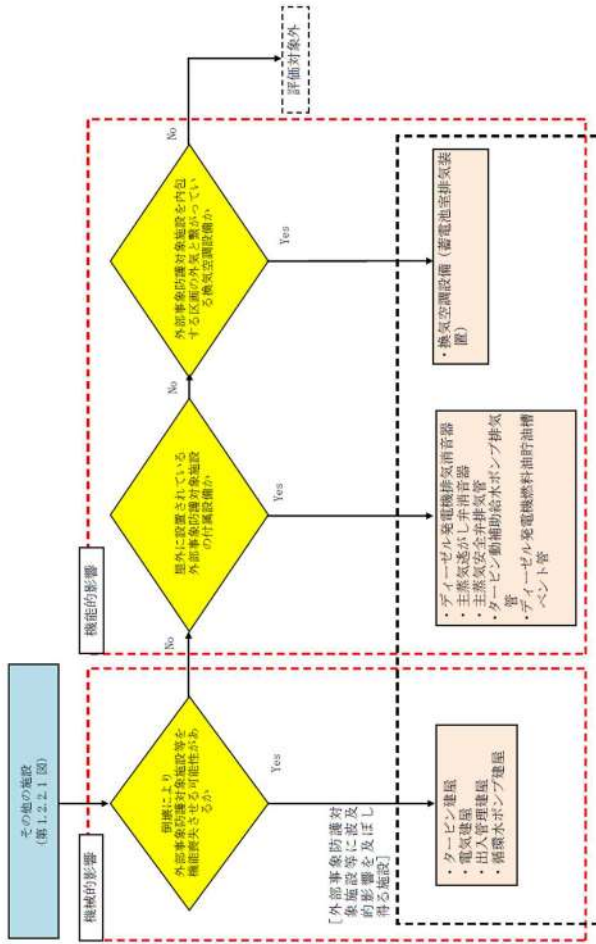 その他の施設
(第1.2.2.1 図)
機械的影響
倒壊により
外部事象防護対象施設等を
機能喪失させる可能性があ
るか
No
Yes
[外部事象防護対
象施設等に波及
的影響を及ぼし
得る施設]
・タービン建屋
・電気建屋
・出入管理建屋
・循環水ポンプ建屋
機能的影響
屋外に設置されている
外部事象防護対象施設
の付属設備か
No
Yes
・ディーゼル発電機排気消音器
・主蒸気逃がし弁消音器
・主蒸気安全弁排気管
・タービン動補助給水ポンプ排気
管
・ディーゼル発電機燃料油貯油槽
ベント管
外部事象防護対象施設を内包
する区画の外気と繋がってい
る換気空調設備か
No
Yes
・換気空調設備（蓄電池室排気装
置）
評価対象外